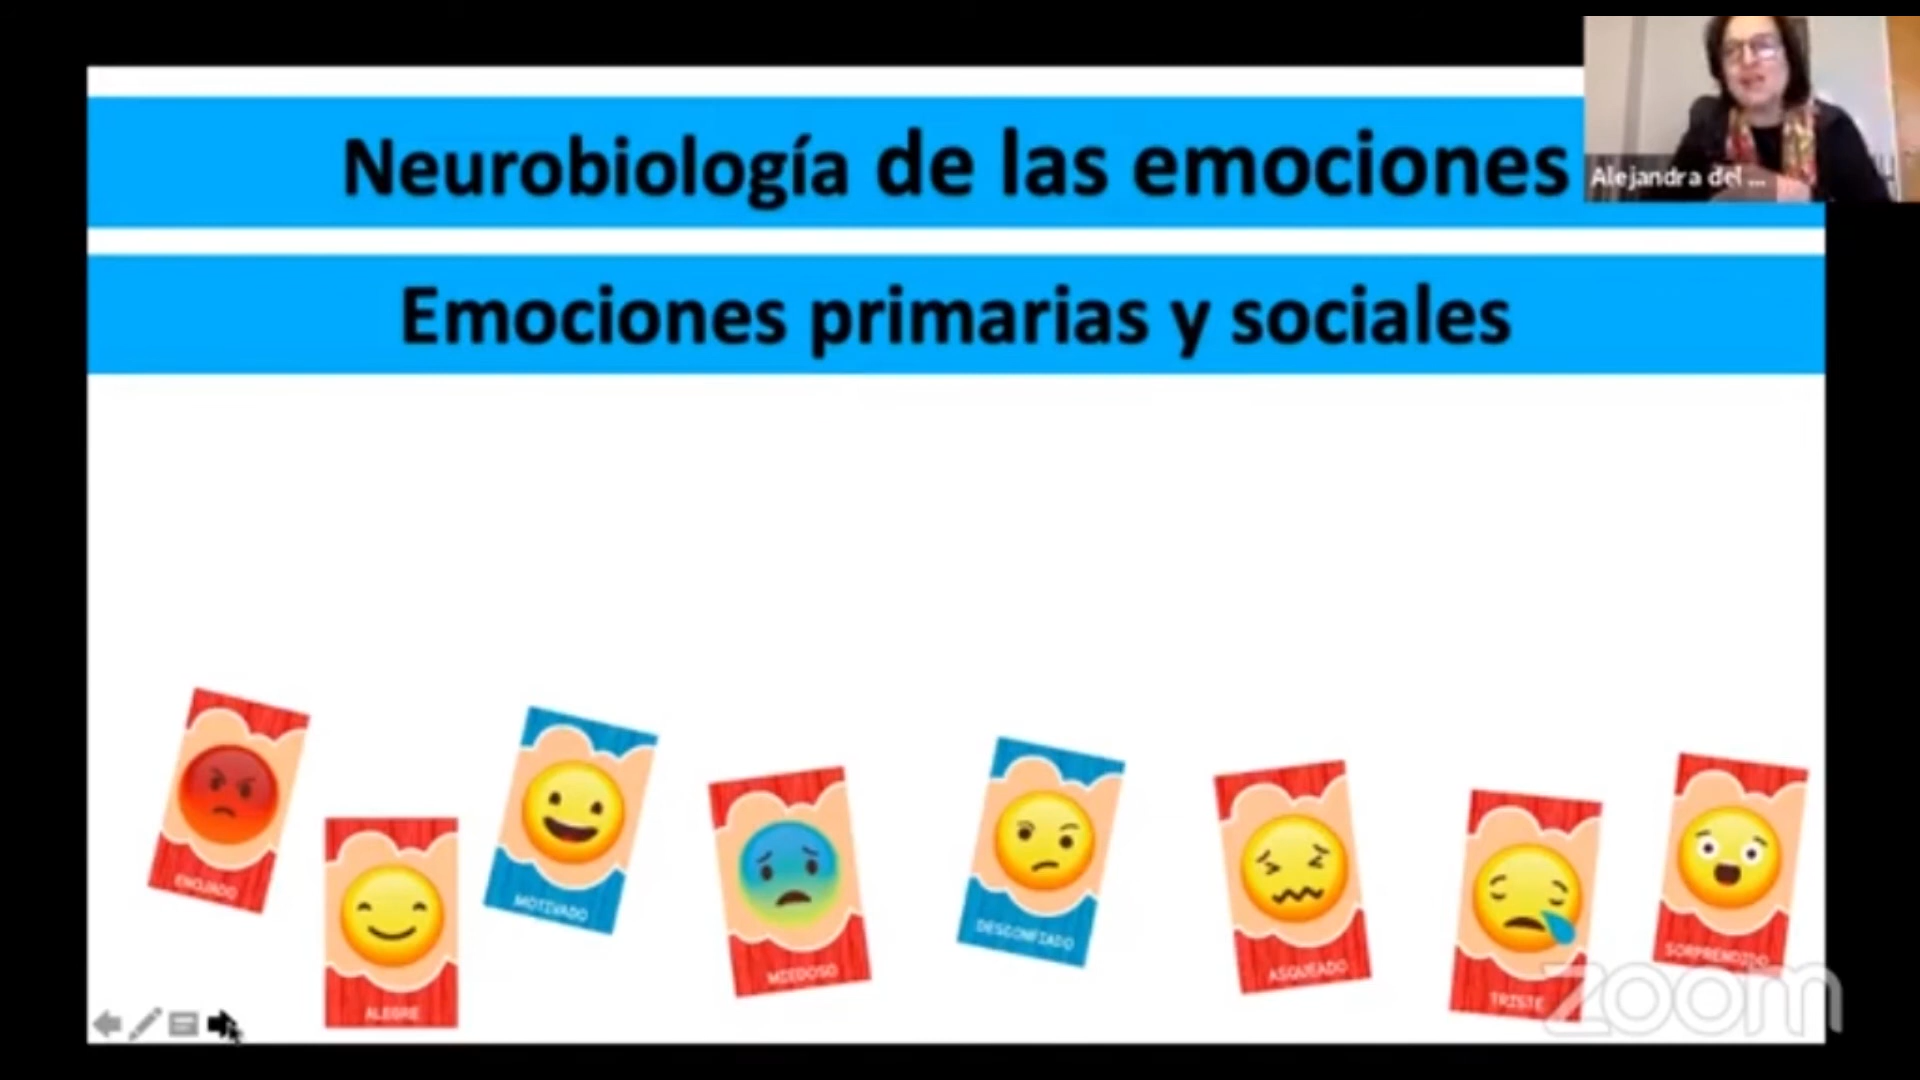 Neurobiología de las emociones
Alejandra del ...
Emociones primarias y sociales
ENOJADO
ALEGRE
MOTIVADO
MIEDOSO
DESCONFIADO
ASQUEADO
TRISTE
SORPRENDIDO
zoom